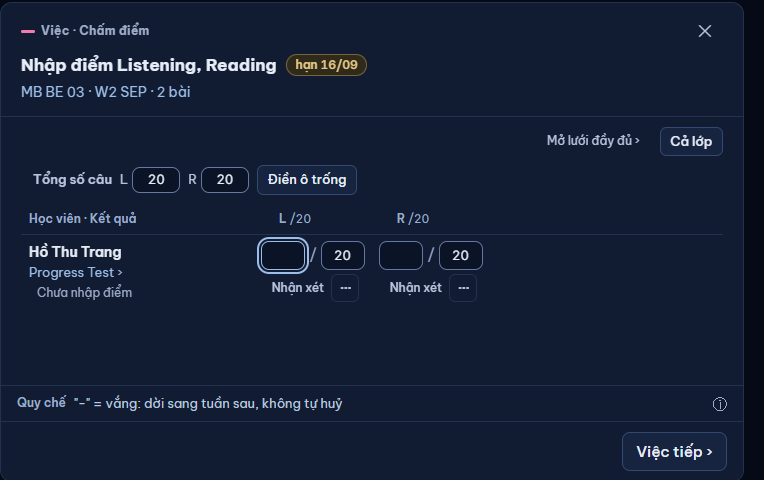 Việc · Chấm điểm
Nhập điểm Listening, Reading hạn 16/09
MB BE 03 · W2 SEP · 2 bài
Mở lưới đầy đủ › Cả lớp
Tổng số câu L 20 R 20 Điền ô trống
Học viên · Kết quả L /20 R /20
Hồ Thu Trang / 20 / 20
Progress Test ›
Nhận xét --- Nhận xét ---
Chưa nhập điểm
Quy chế "-" = vắng: dời sang tuần sau, không tự huỷ
Việc tiếp ›